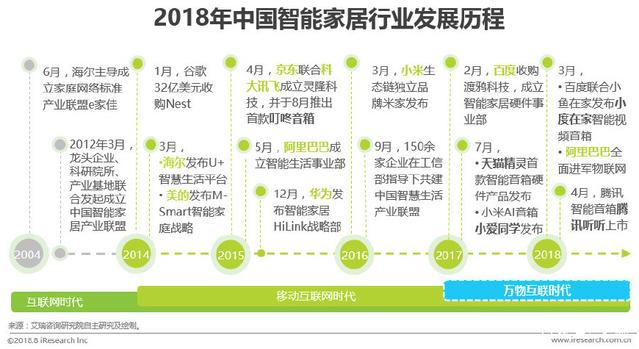 2018年中国智能家居行业发展历程
6月，海尔主导成
立家庭网络标准
产业联盟e家佳
2012年3月，
龙头企业、
科研院所、
产业基地联
合发起成立
中国智能家
居产业联盟
1月，谷歌
32亿美元收
购Nest
3月，
• 海尔发布U+
智慧生活平台
• 美的发布M-
Smart智能家
庭战略
4月，京东联合科
大讯飞成立灵隆科
技，并于8月推出
首款叮咚音箱
5月，阿里巴巴成
立智能生活事业部
12月，华为发
布智能家居
HiLink战略部
3月，小米生
态链独立品
牌米家发布
9月，150余
家企业在工信
部指导下共建
中国智慧生活
产业联盟
2月，百度收购
渡鸦科技，成立
智能家居硬件事
业部
7月，
• 天猫精灵首
款智能音箱硬
件产品发布
• 小米AI音箱
小爱同学发布
3月，
• 百度联合小
鱼在家发布小
度在家智能视
频音箱
• 阿里巴巴全
面进军物联网
4月，腾讯
智能音箱腾
讯听听上市
2004
2014
2015
2016
2017
2018
互联网时代
移动互联网时代
万物互联时代
来源：艾瑞咨询研究院自主研究及绘制。
©2018.8 iResearch Inc
www.iresearch.com.cn